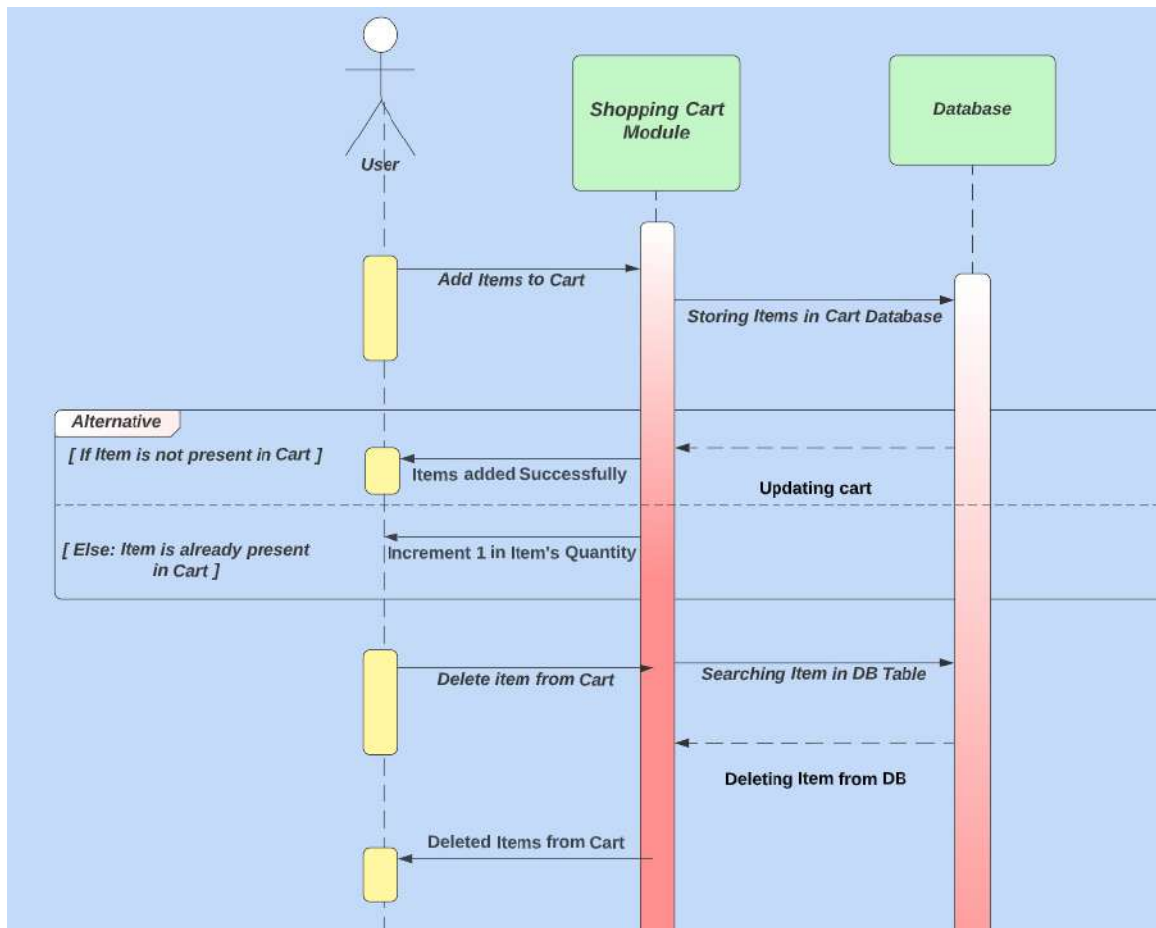 User
Shopping Cart
Module
Database
Add Items to Cart
Storing Items in Cart Database
Alternative
[ If Item is not present in Cart ]
Items added Successfully
Updating cart
[ Else: Item is already present
in Cart ]
Increment 1 in Item's Quantity
Delete item from Cart
Searching Item in DB Table
Deleting Item from DB
Deleted Items from Cart